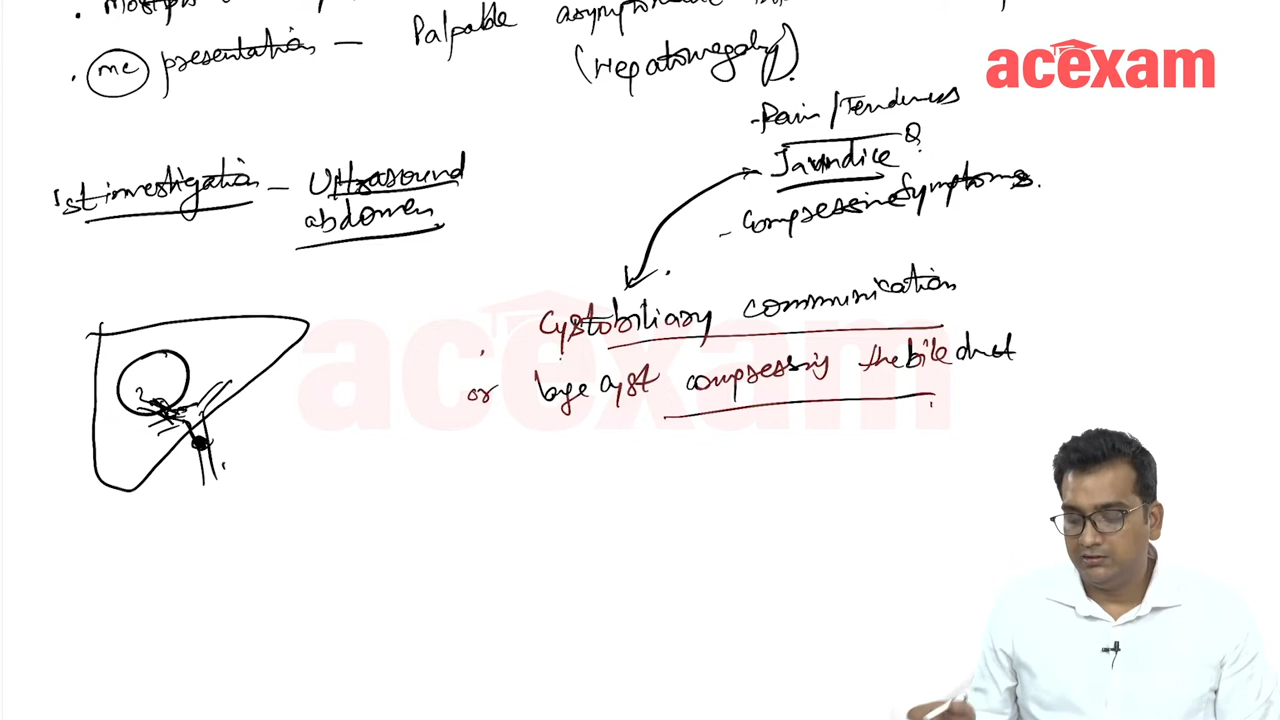 • me presentation – Palpable
(Hepatomegaly).
acexam
- Pain / Tenderness
Jaundice Q
- Compressive Symptoms.
1st investigation – Ultrasound
abdomen
Cystobiliary communication
or large cyst compressing the bile duct
acexam